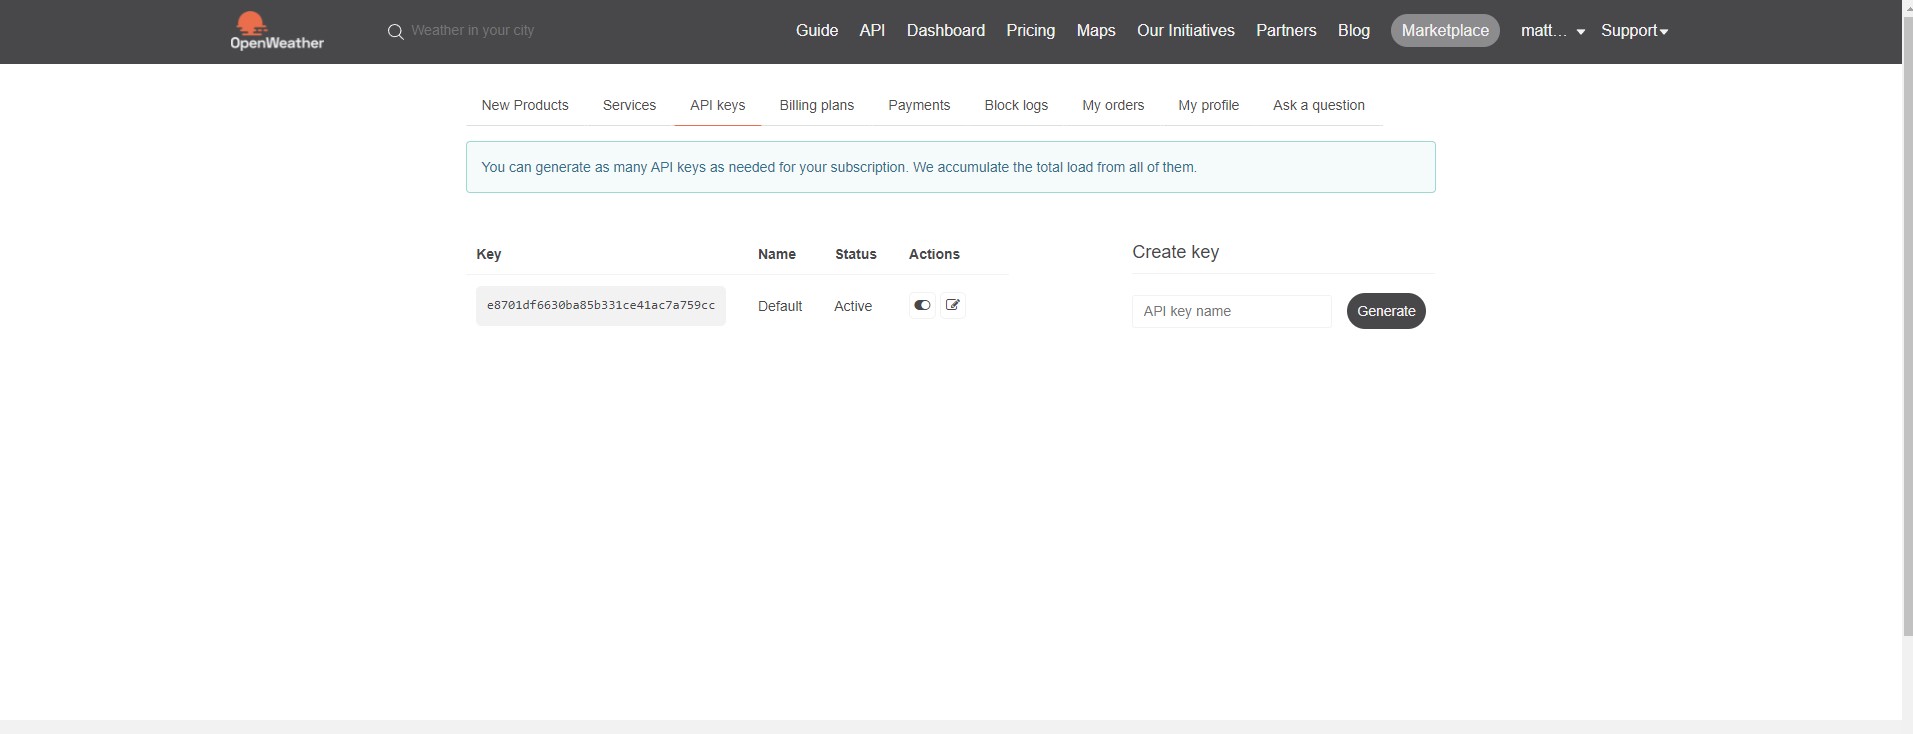 OpenWeather
Weather in your city
Guide API Dashboard Pricing Maps Our Initiatives Partners Blog Marketplace matt... Support
New Products Services API keys Billing plans Payments Block logs My orders My profile Ask a question
You can generate as many API keys as needed for your subscription. We accumulate the total load from all of them.
Key Name Status Actions
e8701df6630ba85b331ce41ac7a759cc Default Active
Create key
API key name Generate